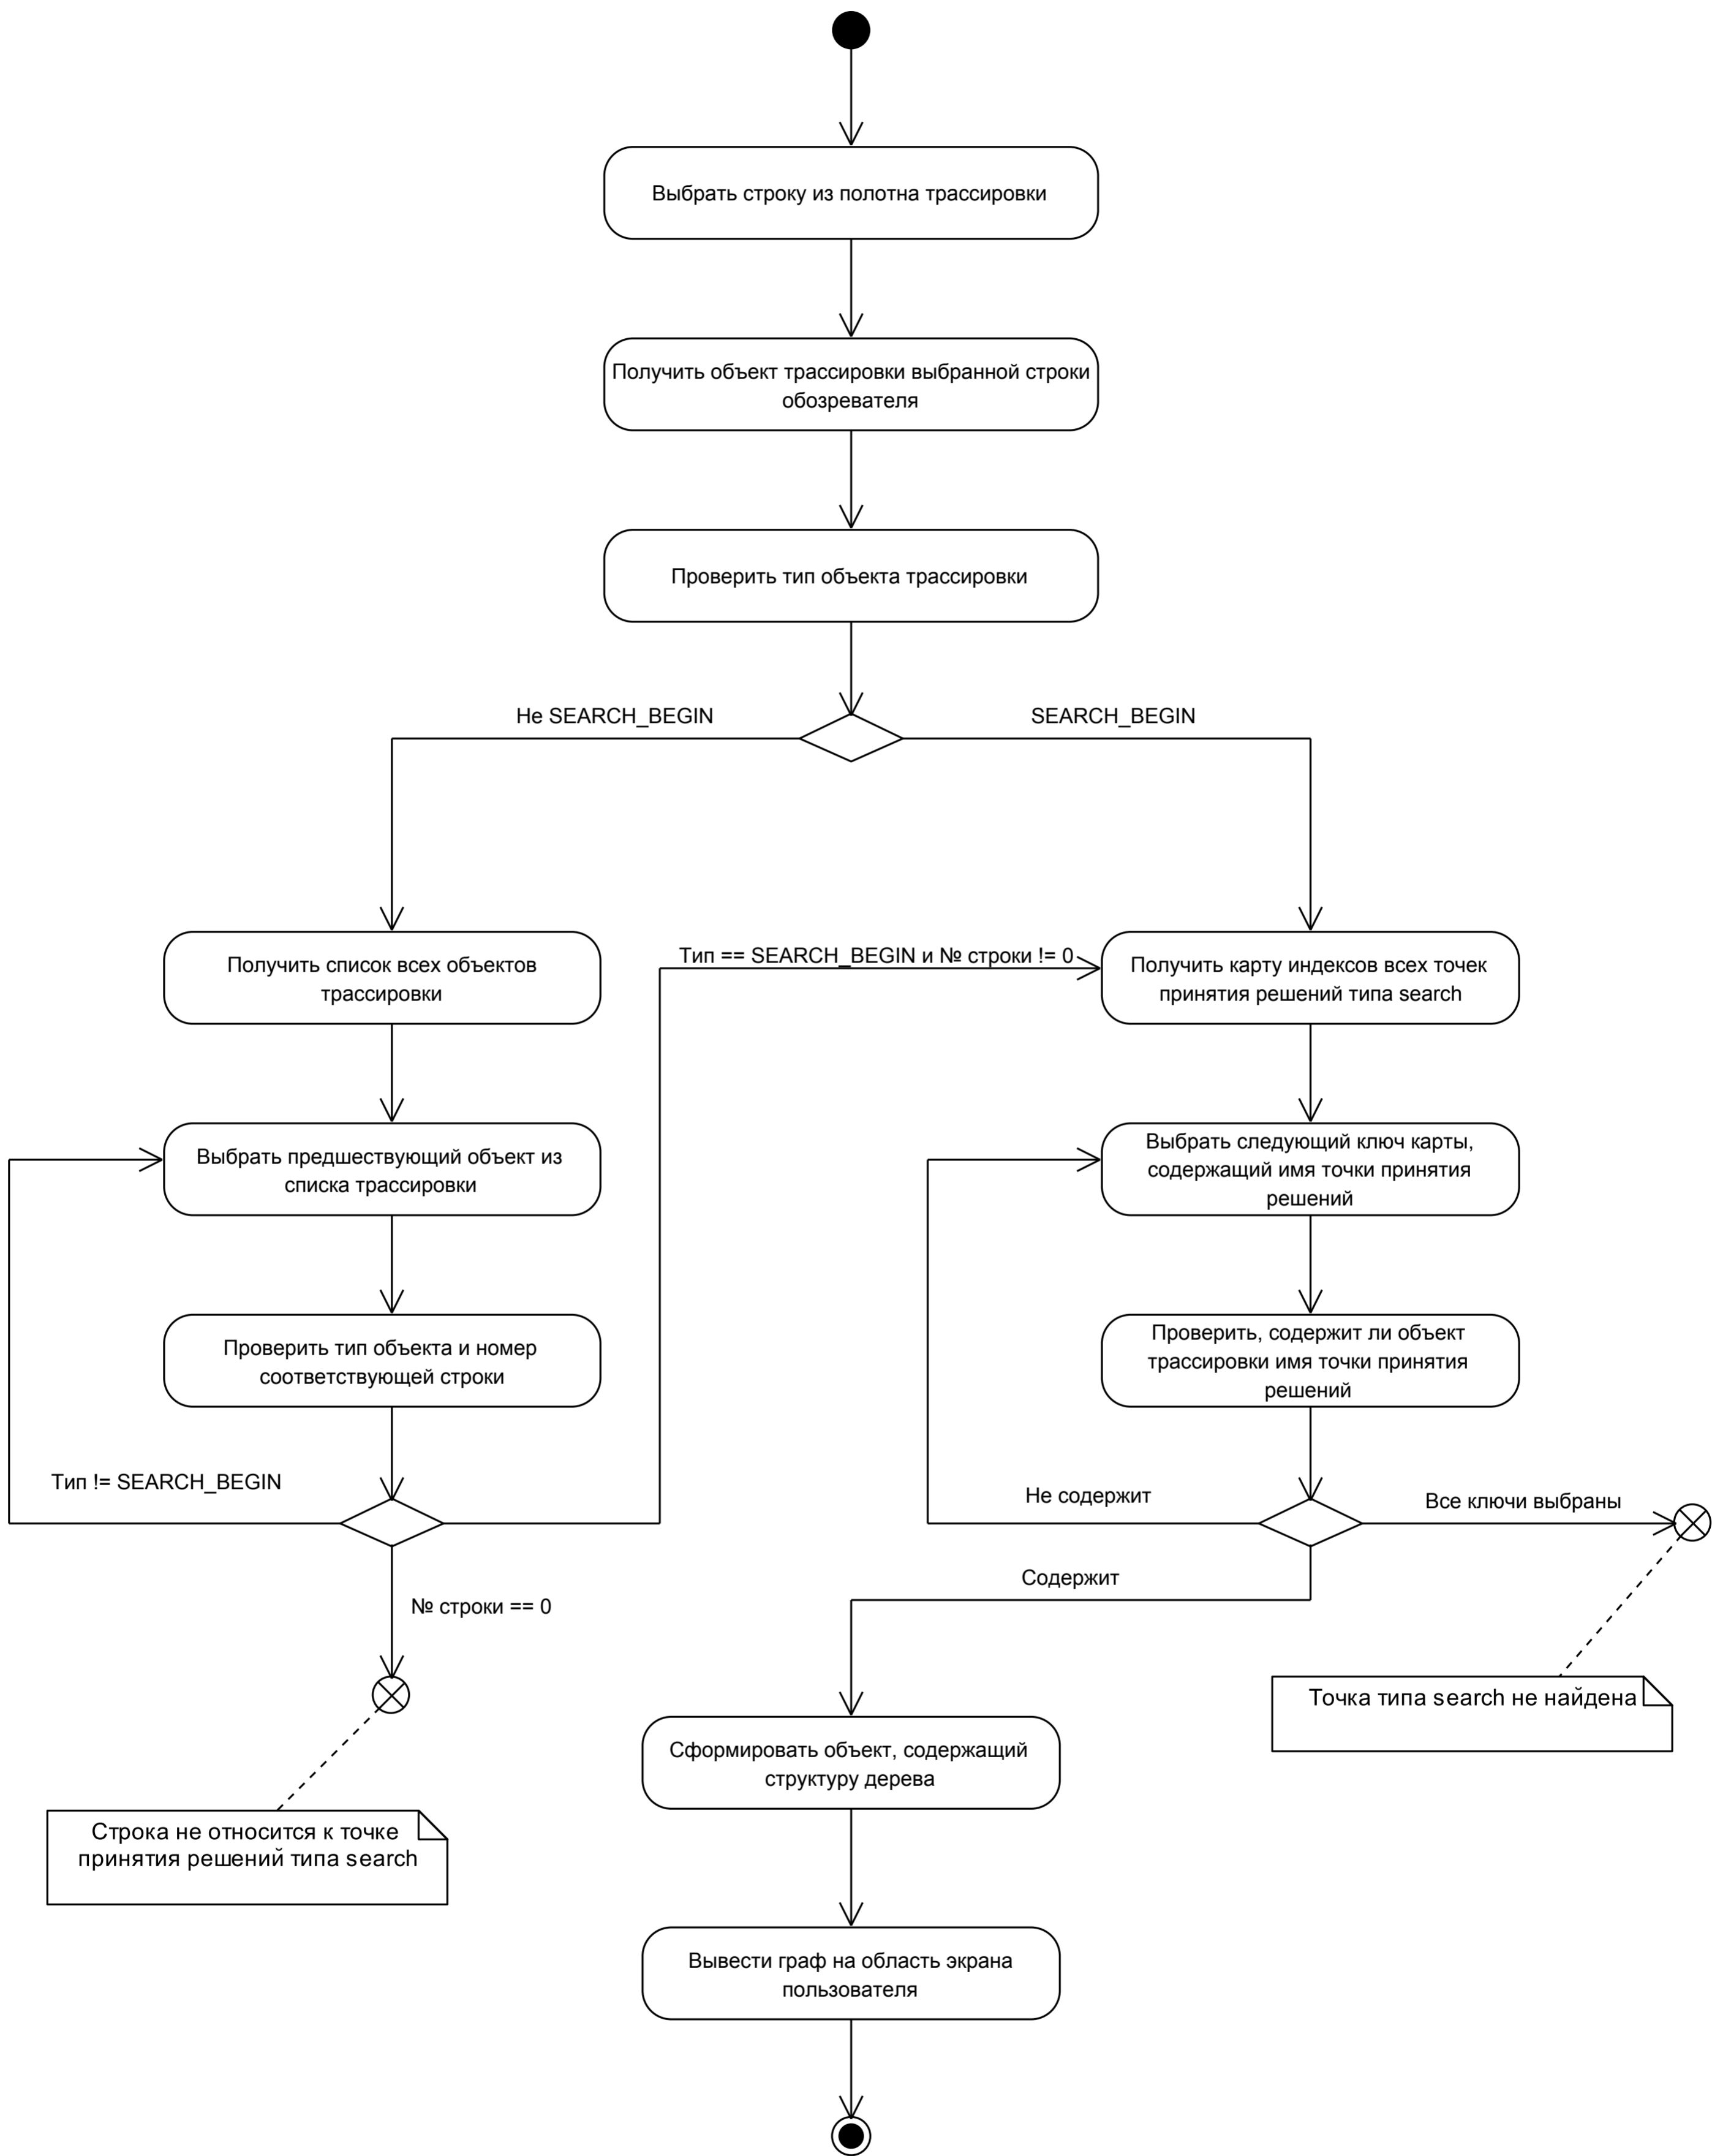 Выбрать строку из полотна трассировки
Получить объект трассировки выбранной строки
обозревателя
Проверить тип объекта трассировки
Не SEARCH_BEGIN
SEARCH_BEGIN
Получить список всех объектов
трассировки
Тип == SEARCH_BEGIN и № строки != 0
Получить карту индексов всех точек
принятия решений типа search
Выбрать предшествующий объект из
списка трассировки
Выбрать следующий ключ карты,
содержащий имя точки принятия
решений
Проверить тип объекта и номер
соответствующей строки
Проверить, содержит ли объект
трассировки имя точки принятия
решений
Тип != SEARCH_BEGIN
Не содержит
Все ключи выбраны
Содержит
№ строки == 0
Точка типа search не найдена
Сформировать объект, содержащий
структуру дерева
Строка не относится к точке
принятия решений типа search
Вывести граф на область экрана
пользователя